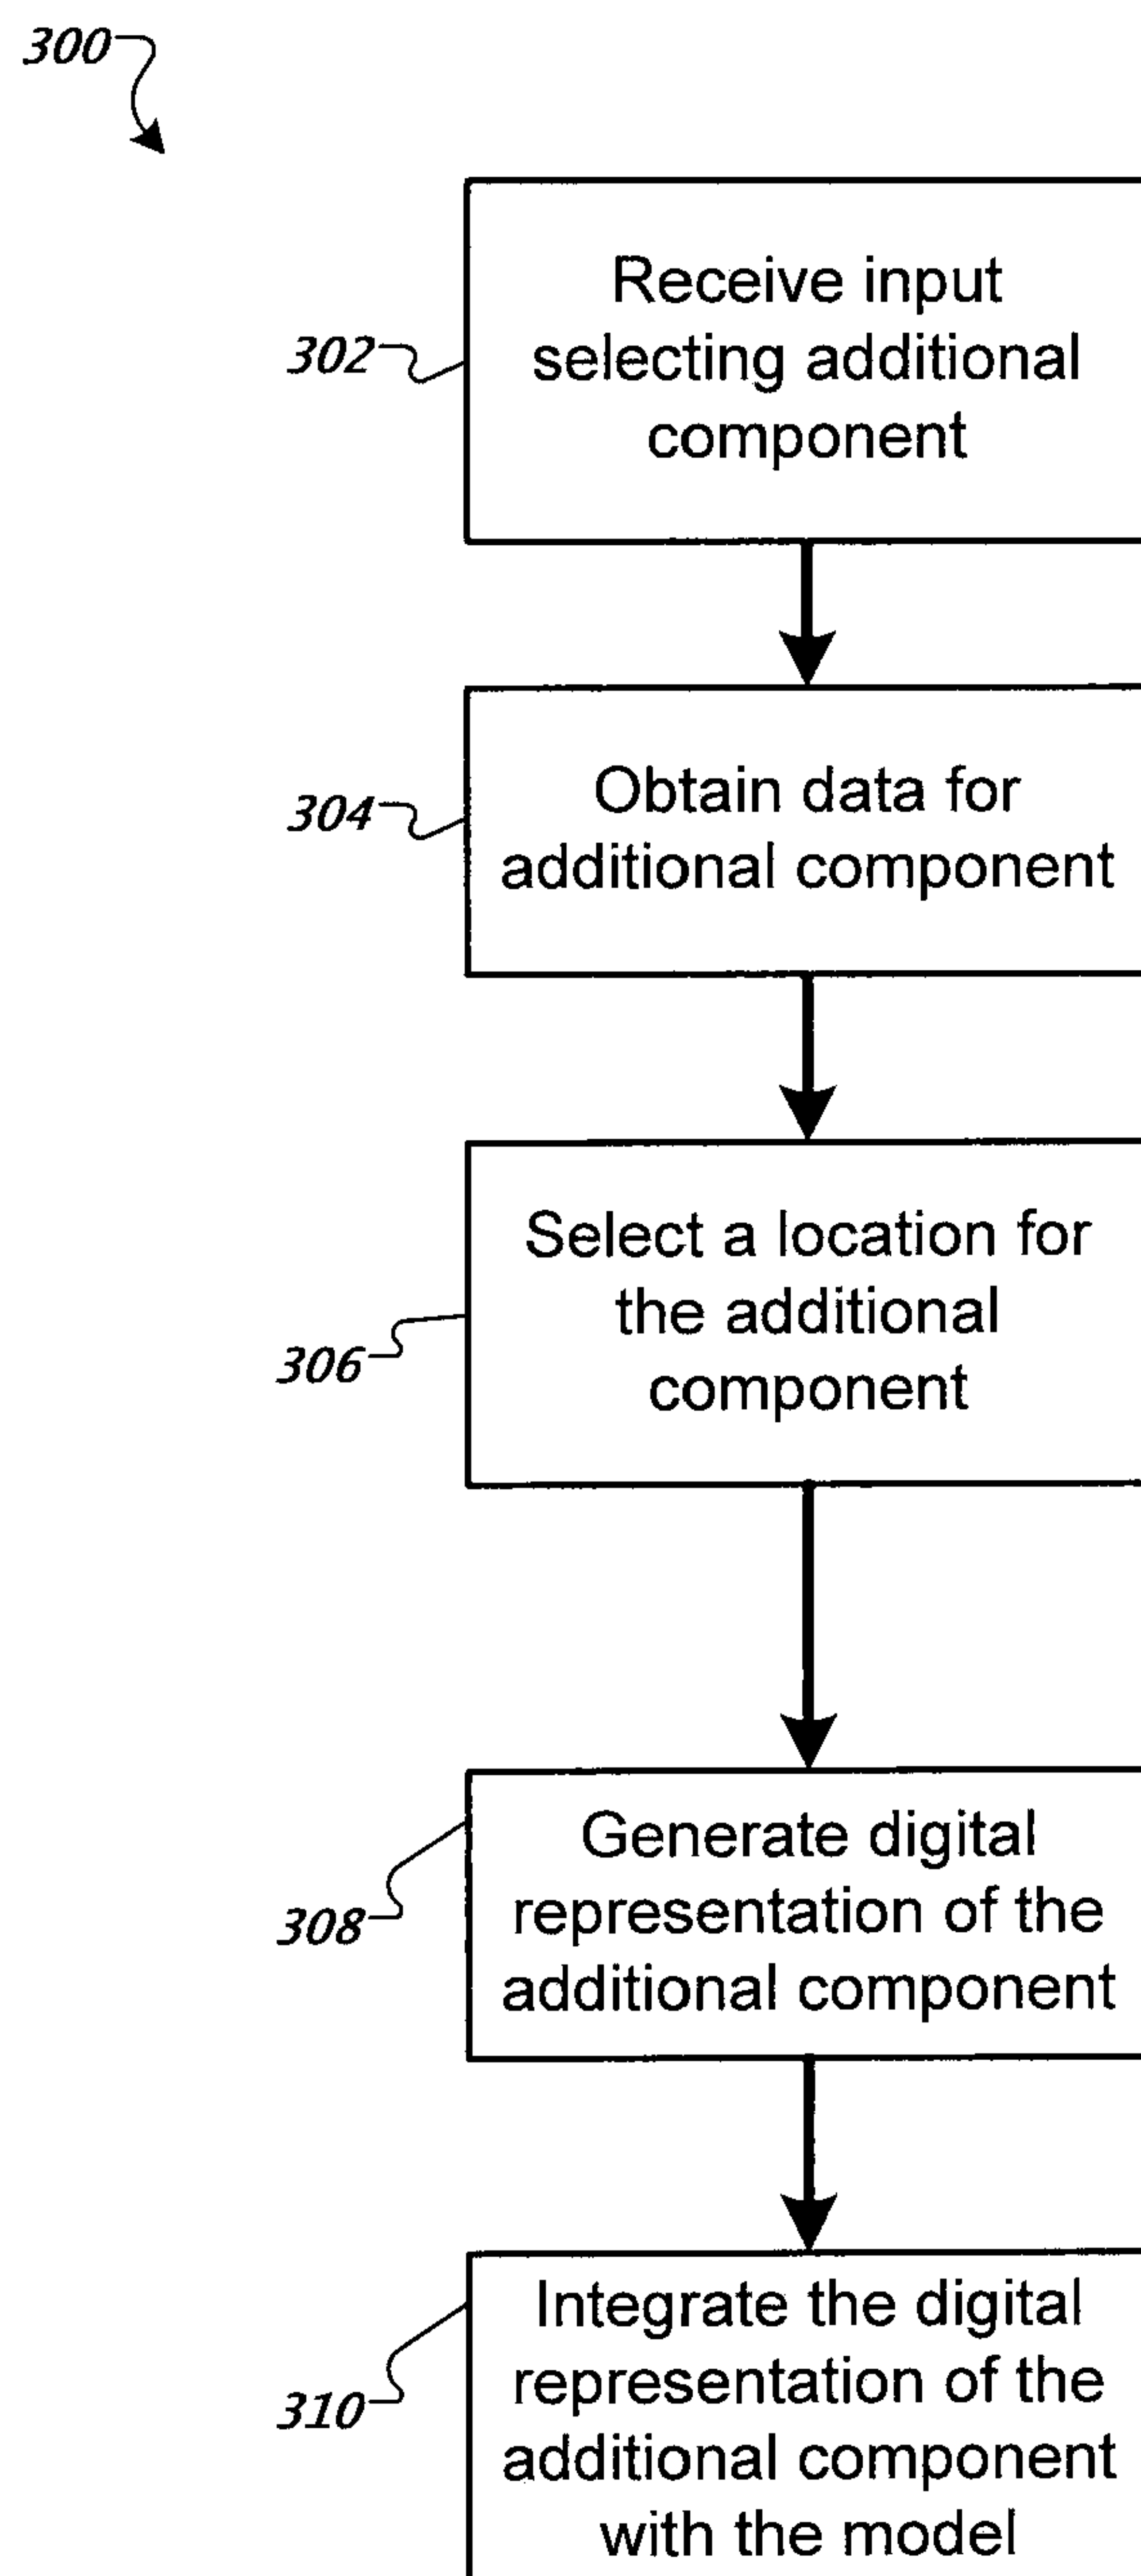 300
302
Receive input
selecting additional
component
304
Obtain data for
additional component
306
Select a location for
the additional
component
308
Generate digital
representation of the
additional component
310
Integrate the digital
representation of the
additional component
with the model